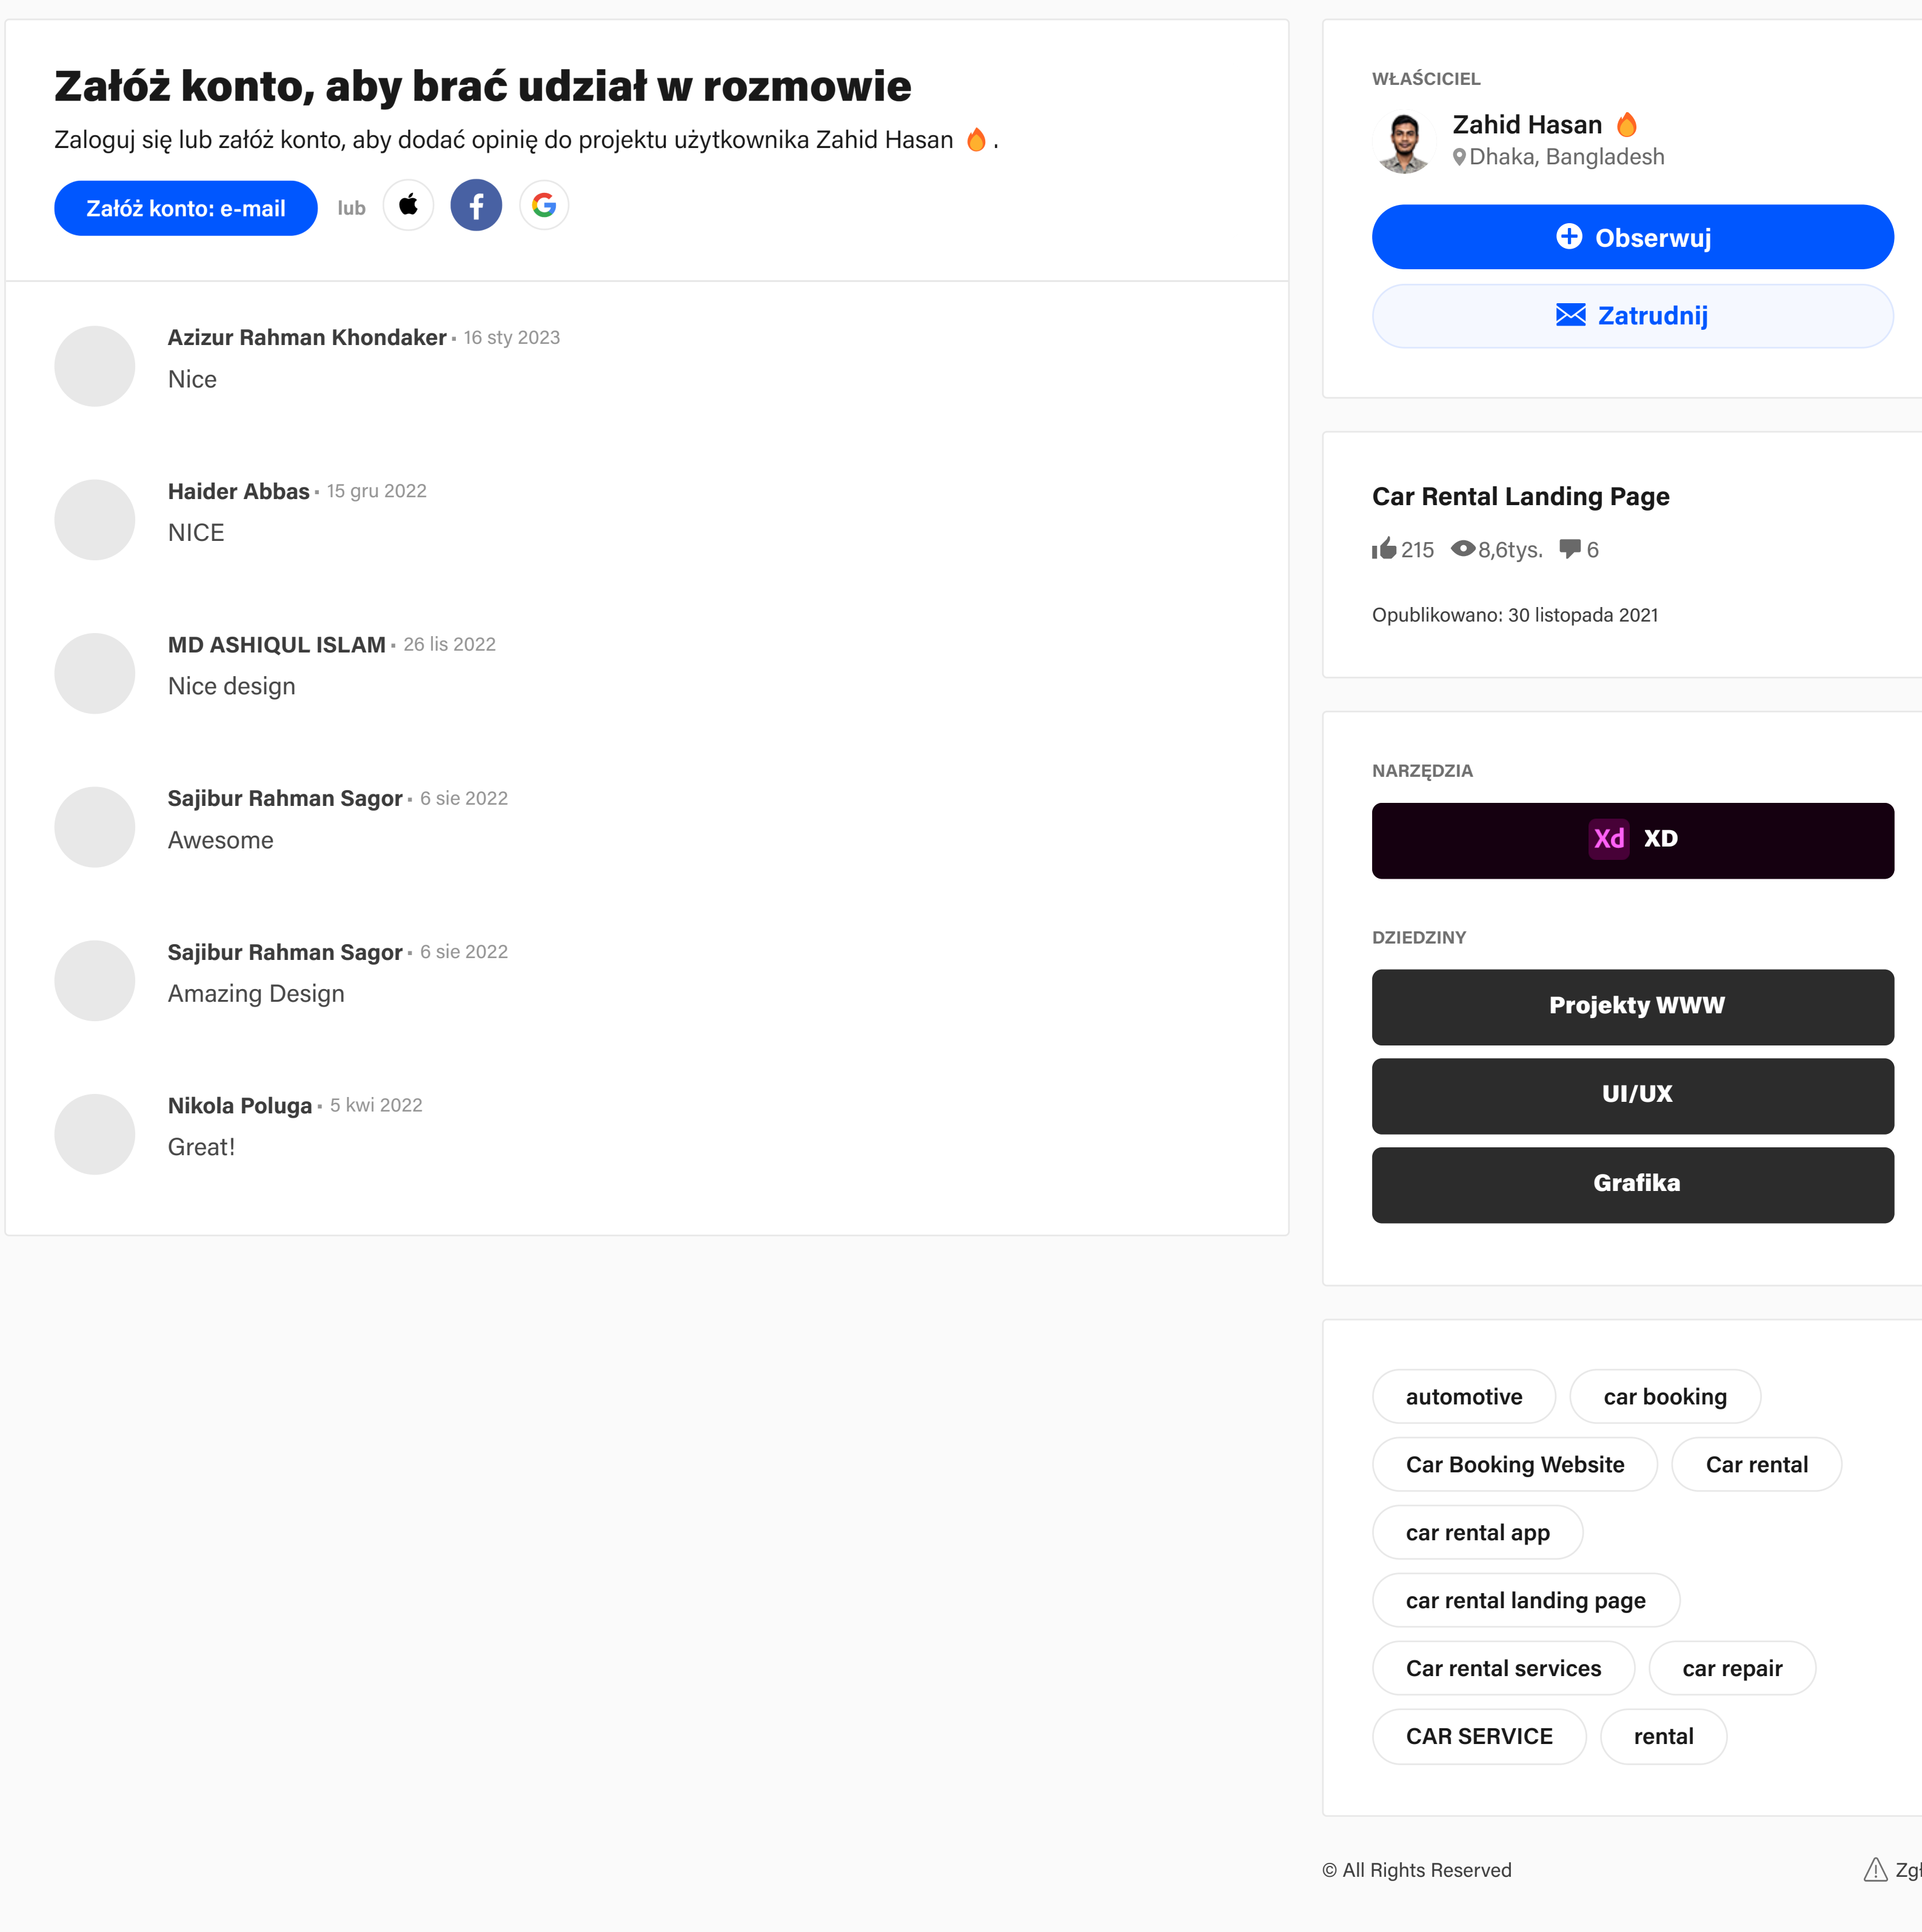 Załóż konto, aby brać udział w rozmowie
Zaloguj się lub załóż konto, aby dodać opinię do projektu użytkownika Zahid Hasan 🔥 .
Załóż konto: e-mail lub
Azizur Rahman Khondaker · 16 sty 2023
Nice
Haider Abbas · 15 gru 2022
NICE
MD ASHIQUL ISLAM · 26 lis 2022
Nice design
Sajibur Rahman Sagor · 6 sie 2022
Awesome
Sajibur Rahman Sagor · 6 sie 2022
Amazing Design
Nikola Poluga · 5 kwi 2022
Great!
WŁAŚCICIEL
Zahid Hasan 🔥
Dhaka, Bangladesh
Obserwuj
Zatrudnij
Car Rental Landing Page
215 8,6tys. 6
Opublikowano: 30 listopada 2021
NARZĘDZIA
Xd XD
DZIEDZINY
Projekty WWW
UI/UX
Grafika
automotive car booking
Car Booking Website Car rental
car rental app
car rental landing page
Car rental services car repair
CAR SERVICE rental
© All Rights Reserved